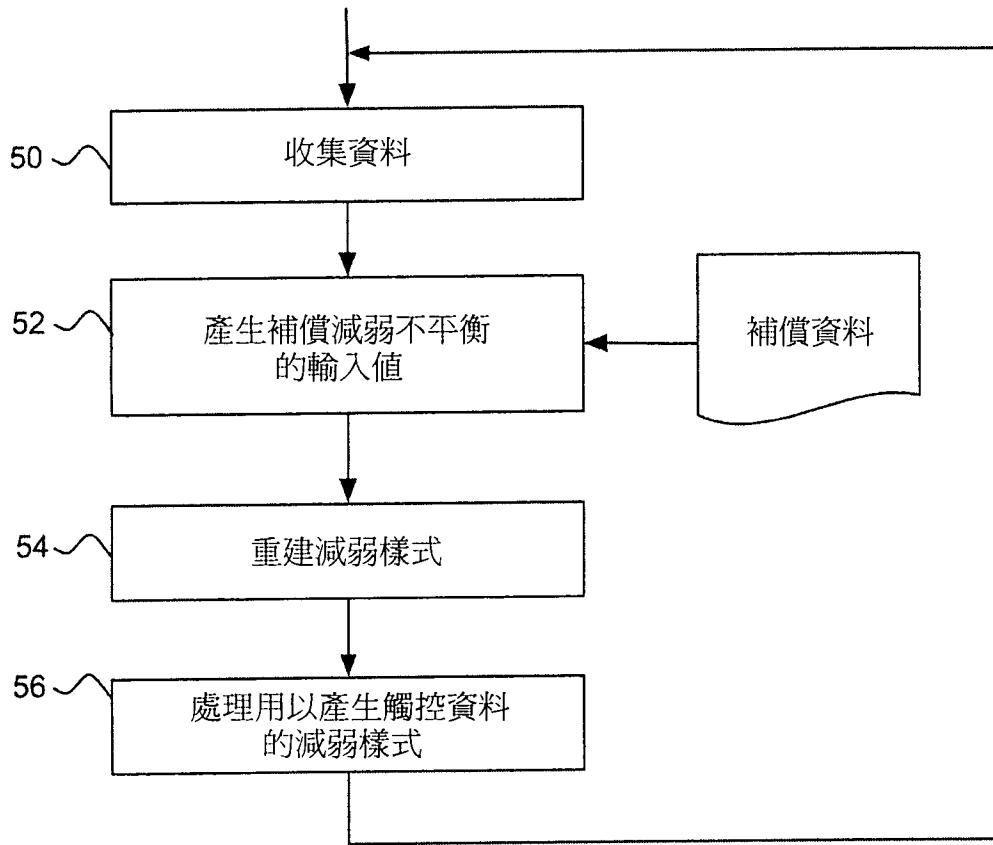 50
收集資料
52
產生補償減弱不平衡
的輸入值
補償資料
54
重建減弱樣式
56
處理用以產生觸控資料
的減弱樣式